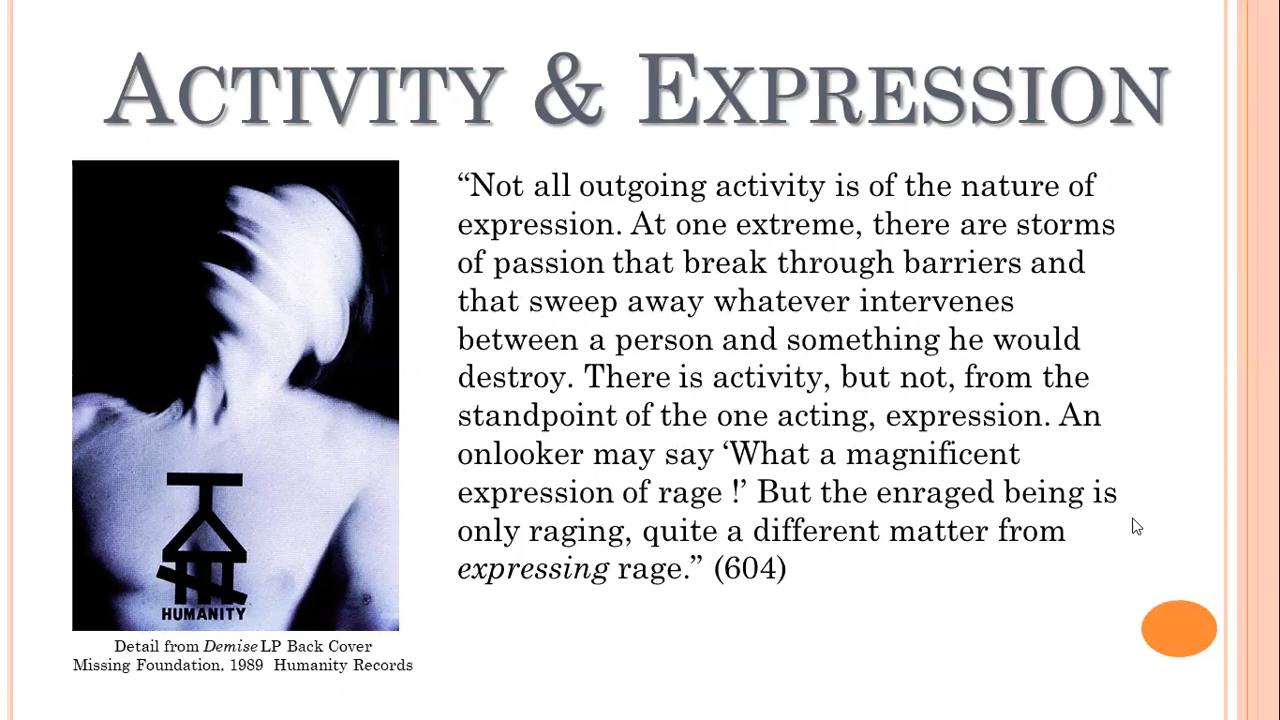 ACTIVITY & EXPRESSION
“Not all outgoing activity is of the nature of
expression. At one extreme, there are storms
of passion that break through barriers and
that sweep away whatever intervenes
between a person and something he would
destroy. There is activity, but not, from the
standpoint of the one acting, expression. An
onlooker may say ‘What a magnificent
expression of rage !’ But the enraged being is
only raging, quite a different matter from
expressing rage.” (604)
HUMANITY
Detail from Demise LP Back Cover
Missing Foundation, 1989 Humanity Records